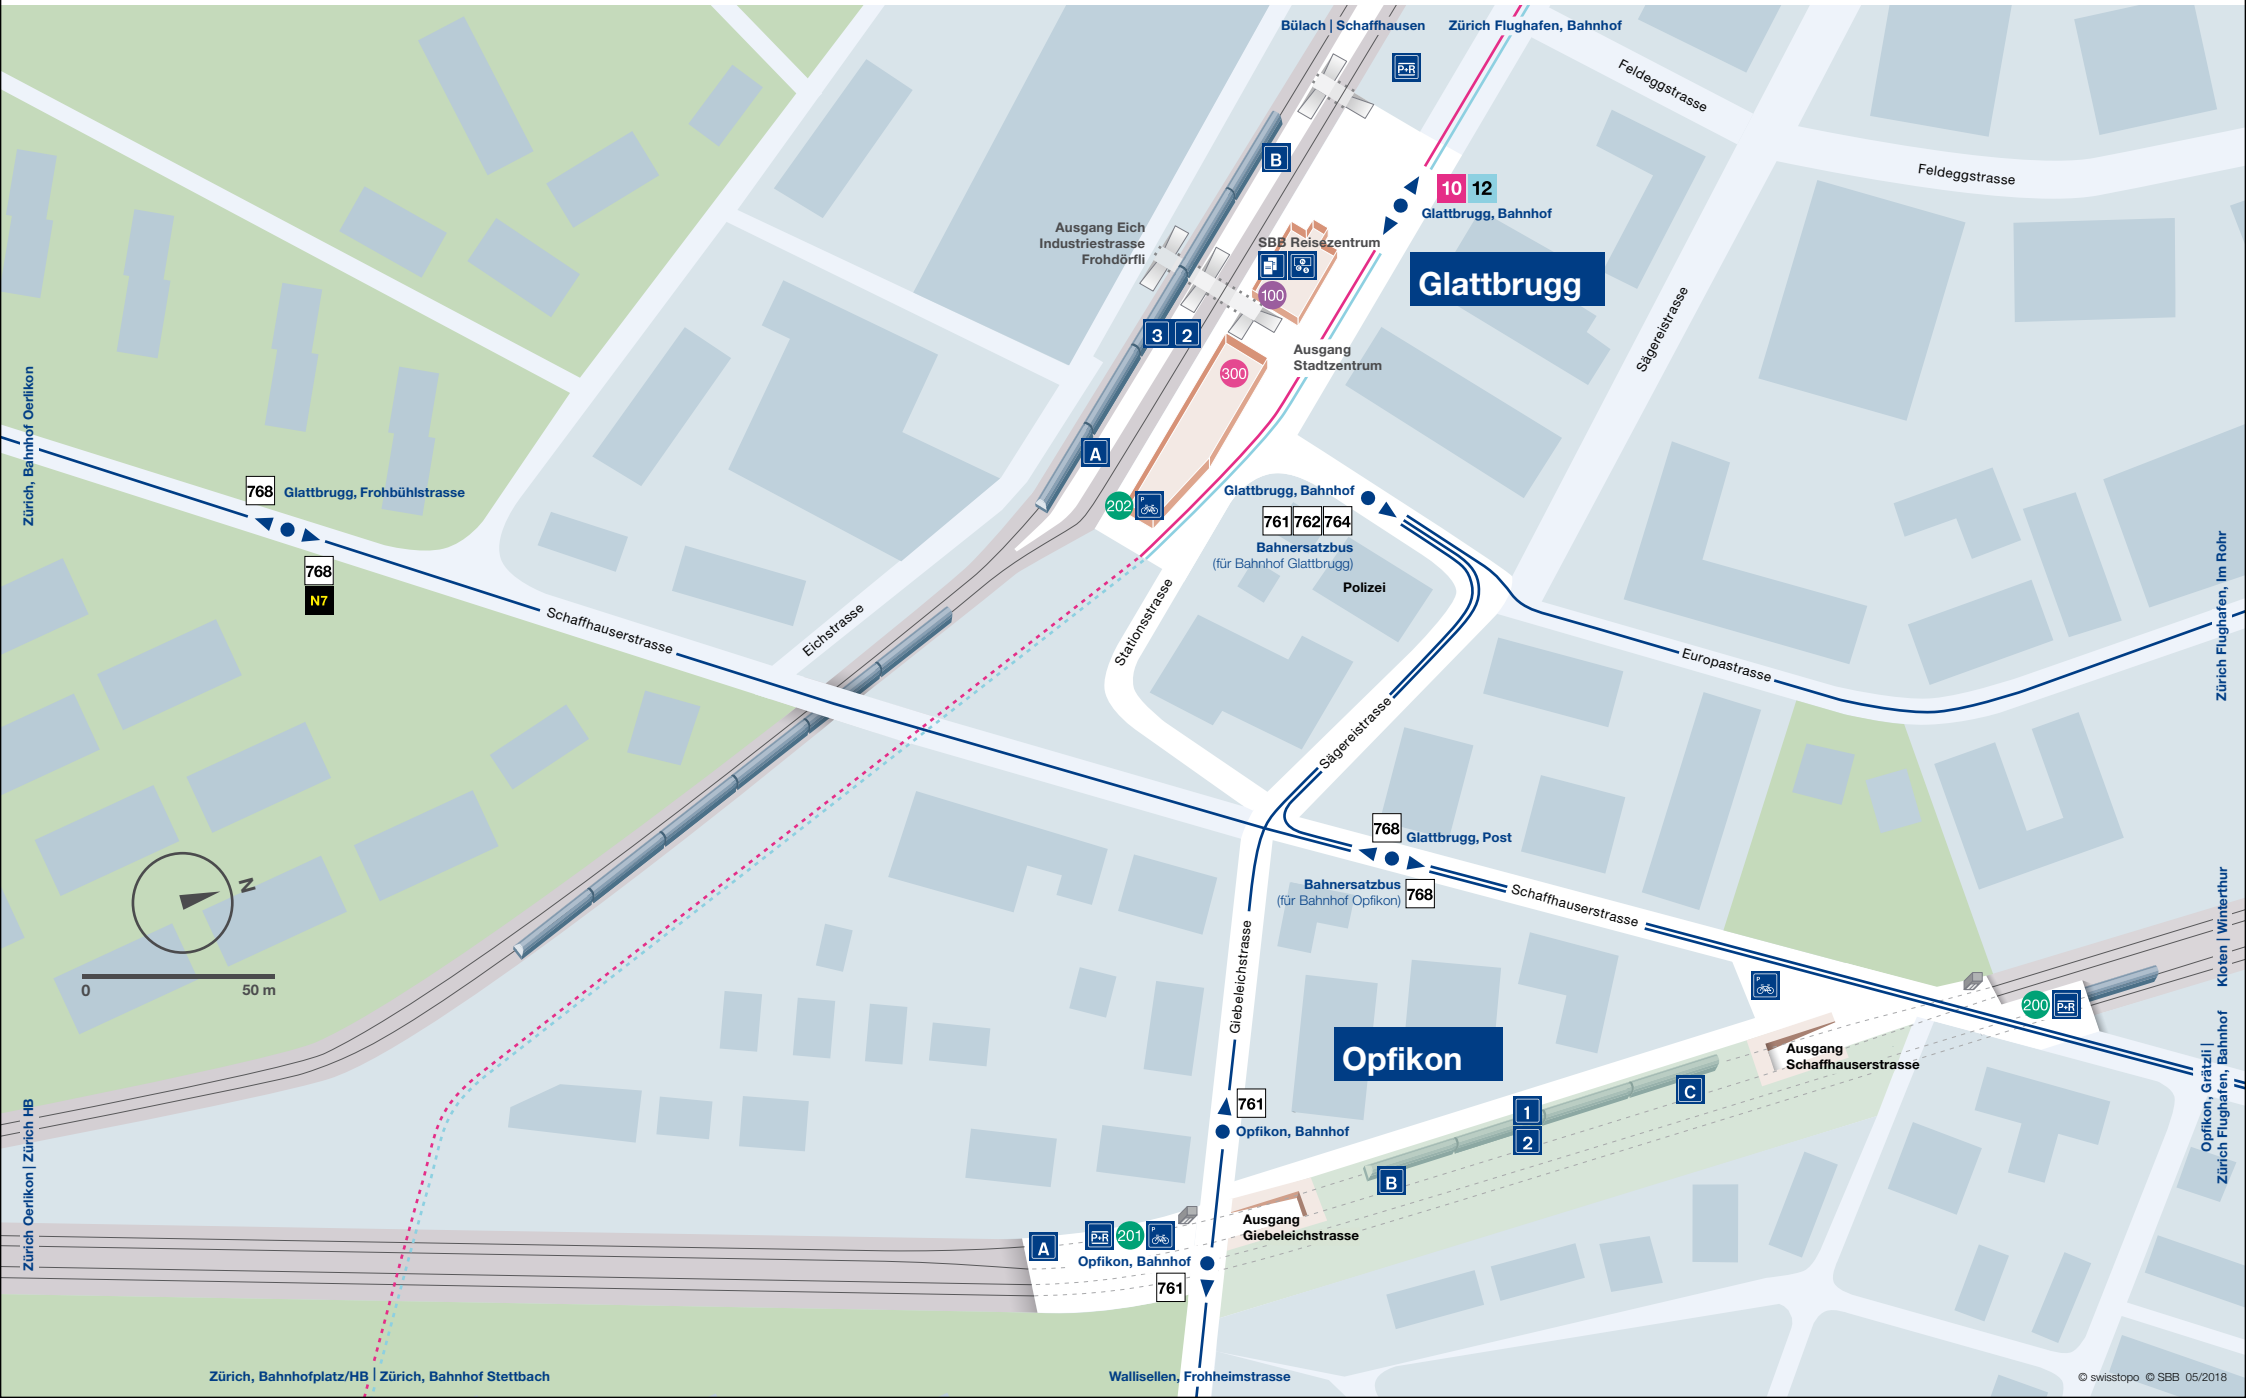 Bülach | Schaffhausen
Zürich Flughafen, Bahnhof
P+R
Feldeggstrasse
Feldeggstrasse
B
10 12
Glattbrugg, Bahnhof
Ausgang Eich
Industriestrasse
Frohdörfli
SBB Reisezentrum
100
Glattbrugg
3 2
Ausgang
Stadtzentrum
300
Sägereistrasse
A
Zürich, Bahnhof Oerlikon
768
Glattbrugg, Frohbühlstrasse
768
N7
202
P
Glattbrugg, Bahnhof
761 762 764
Bahnersatzbus
(für Bahnhof Glattbrugg)
Polizei
Stationsstrasse
Schaffhauserstrasse
Eichstrasse
Europastrasse
Zürich Flughafen, Im Rohr
Sägereistrasse
768
Glattbrugg, Post
Bahnersatzbus
(für Bahnhof Opfikon)
768
Schaffhauserstrasse
Giebeleichstrasse
N
0 50 m
P
200
P+R
Kloten | Winterthur
Opfikon
Ausgang
Schaffhauserstrasse
C
1
2
B
761
Opfikon, Bahnhof
Opfikon, Grätzli |
Zürich Flughafen, Bahnhof
Zürich Oerlikon | Zürich HB
Ausgang
Giebeleichstrasse
A
P+R
201
P
Opfikon, Bahnhof
761
Zürich, Bahnhofplatz/HB | Zürich, Bahnhof Stettbach
Wallisellen, Frohheimstrasse
© swisstopo © SBB 05/2018